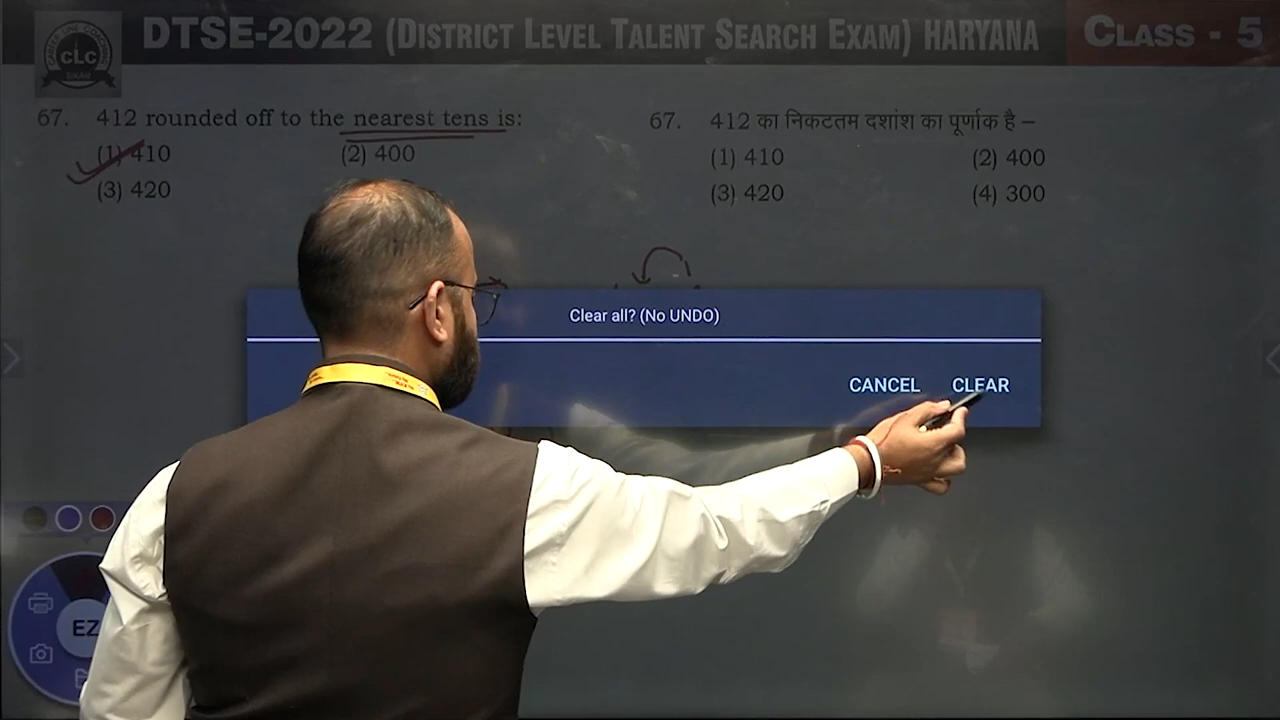 DTSE-2022 (DISTRICT LEVEL TALENT SEARCH EXAM) HARYANA
CLASS - 5
CLC
SIKAR
67. 412 rounded off to the nearest tens is:
(1) 410 (2) 400
(3) 420
67. 412 का निकटतम दशांश का पूर्णाक है –
(1) 410 (2) 400
(3) 420 (4) 300
Clear all? (No UNDO)
CANCEL CLEAR
EZ